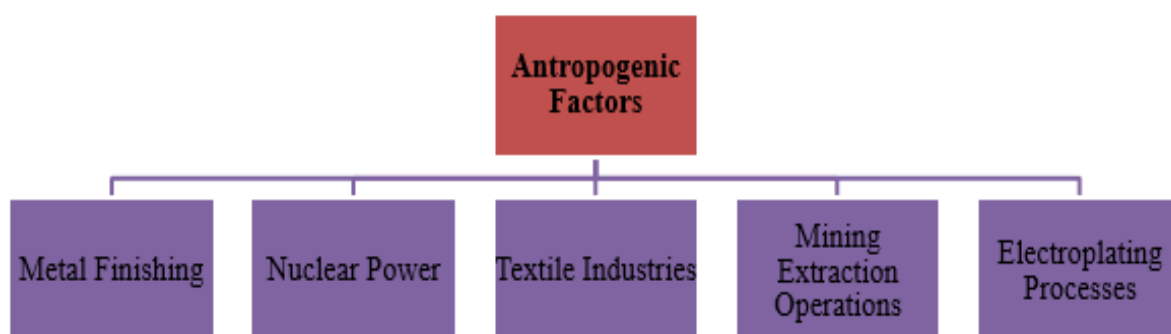 Antropogenic
Factors
Metal Finishing
Nuclear Power
Textile Industries
Mining
Extraction
Operations
Electroplating
Processes